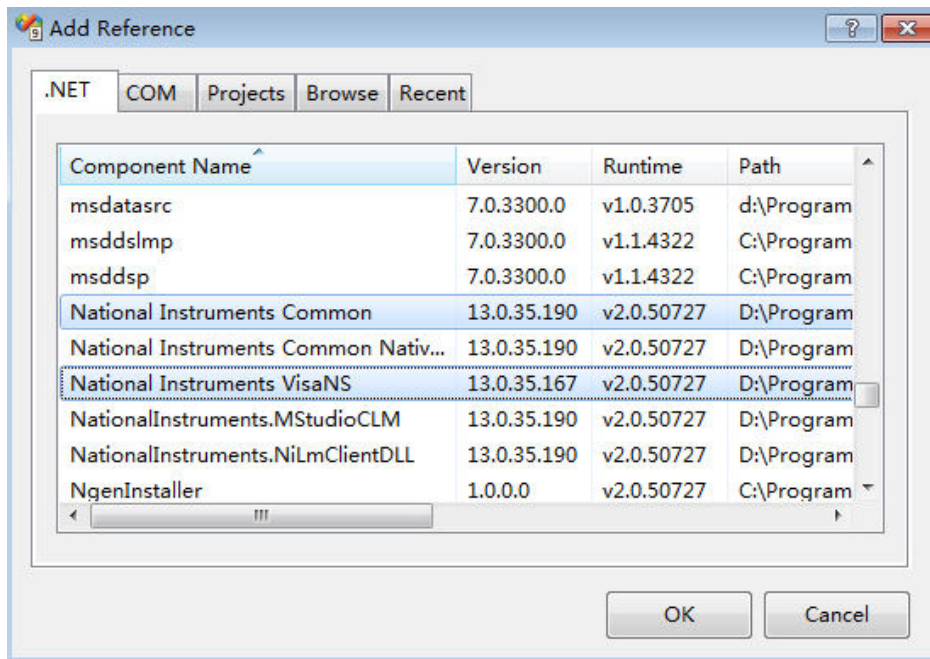 Add Reference
.NET COM Projects Browse Recent
Component Name Version Runtime Path
msdatasrc 7.0.3300.0 v1.0.3705 d:\Program
msddslmp 7.0.3300.0 v1.1.4322 C:\Program
msddsp 7.0.3300.0 v1.1.4322 C:\Program
National Instruments Common 13.0.35.190 v2.0.50727 D:\Program
National Instruments Common Nativ... 13.0.35.190 v2.0.50727 D:\Program
National Instruments VisaNS 13.0.35.167 v2.0.50727 D:\Program
NationalInstruments.MStudioCLM 13.0.35.190 v2.0.50727 D:\Program
NationalInstruments.NiLmClientDLL 13.0.35.190 v2.0.50727 D:\Program
NgenInstaller 1.0.0.0 v2.0.50727 C:\Program
OK Cancel